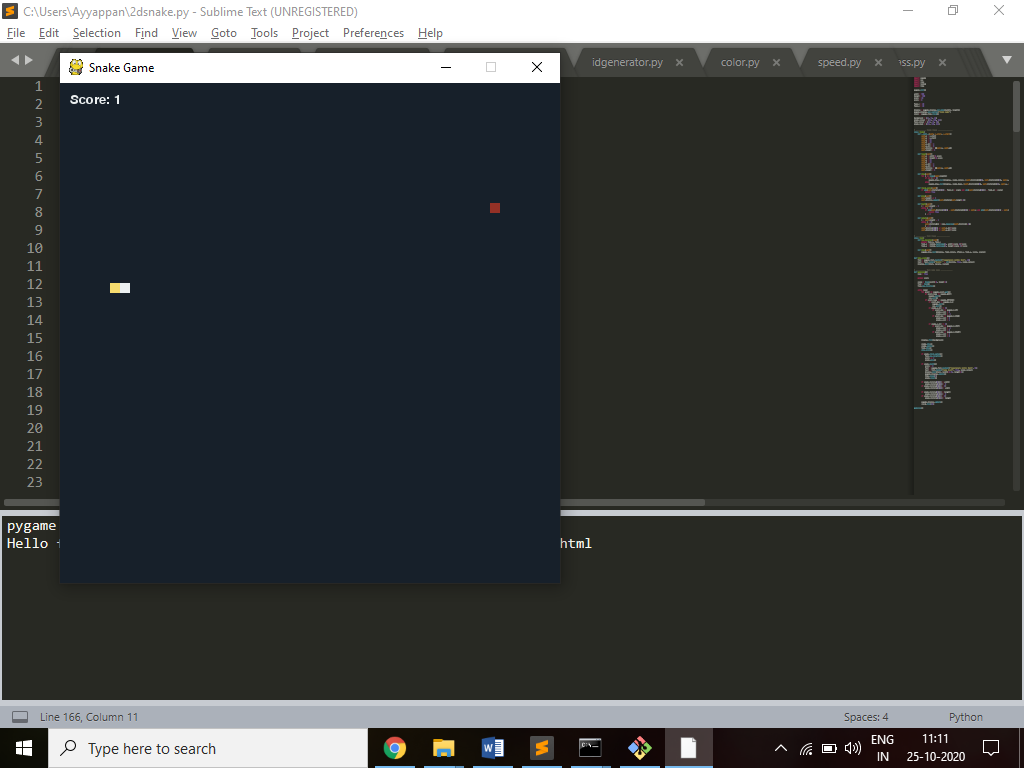 C:\Users\Ayyappan\2dsnake.py - Sublime Text (UNREGISTERED)
File Edit Selection Find View Goto Tools Project Preferences Help
idgenerator.py color.py speed.py ss.py
Snake Game
Score: 1
1
2
3
4
5
6
7
8
9
10
11
12
13
14
15
16
17
18
19
20
21
22
23
pygame
Hello html
Line 166, Column 11 Spaces: 4 Python
Type here to search
ENG
IN
11:11
25-10-2020